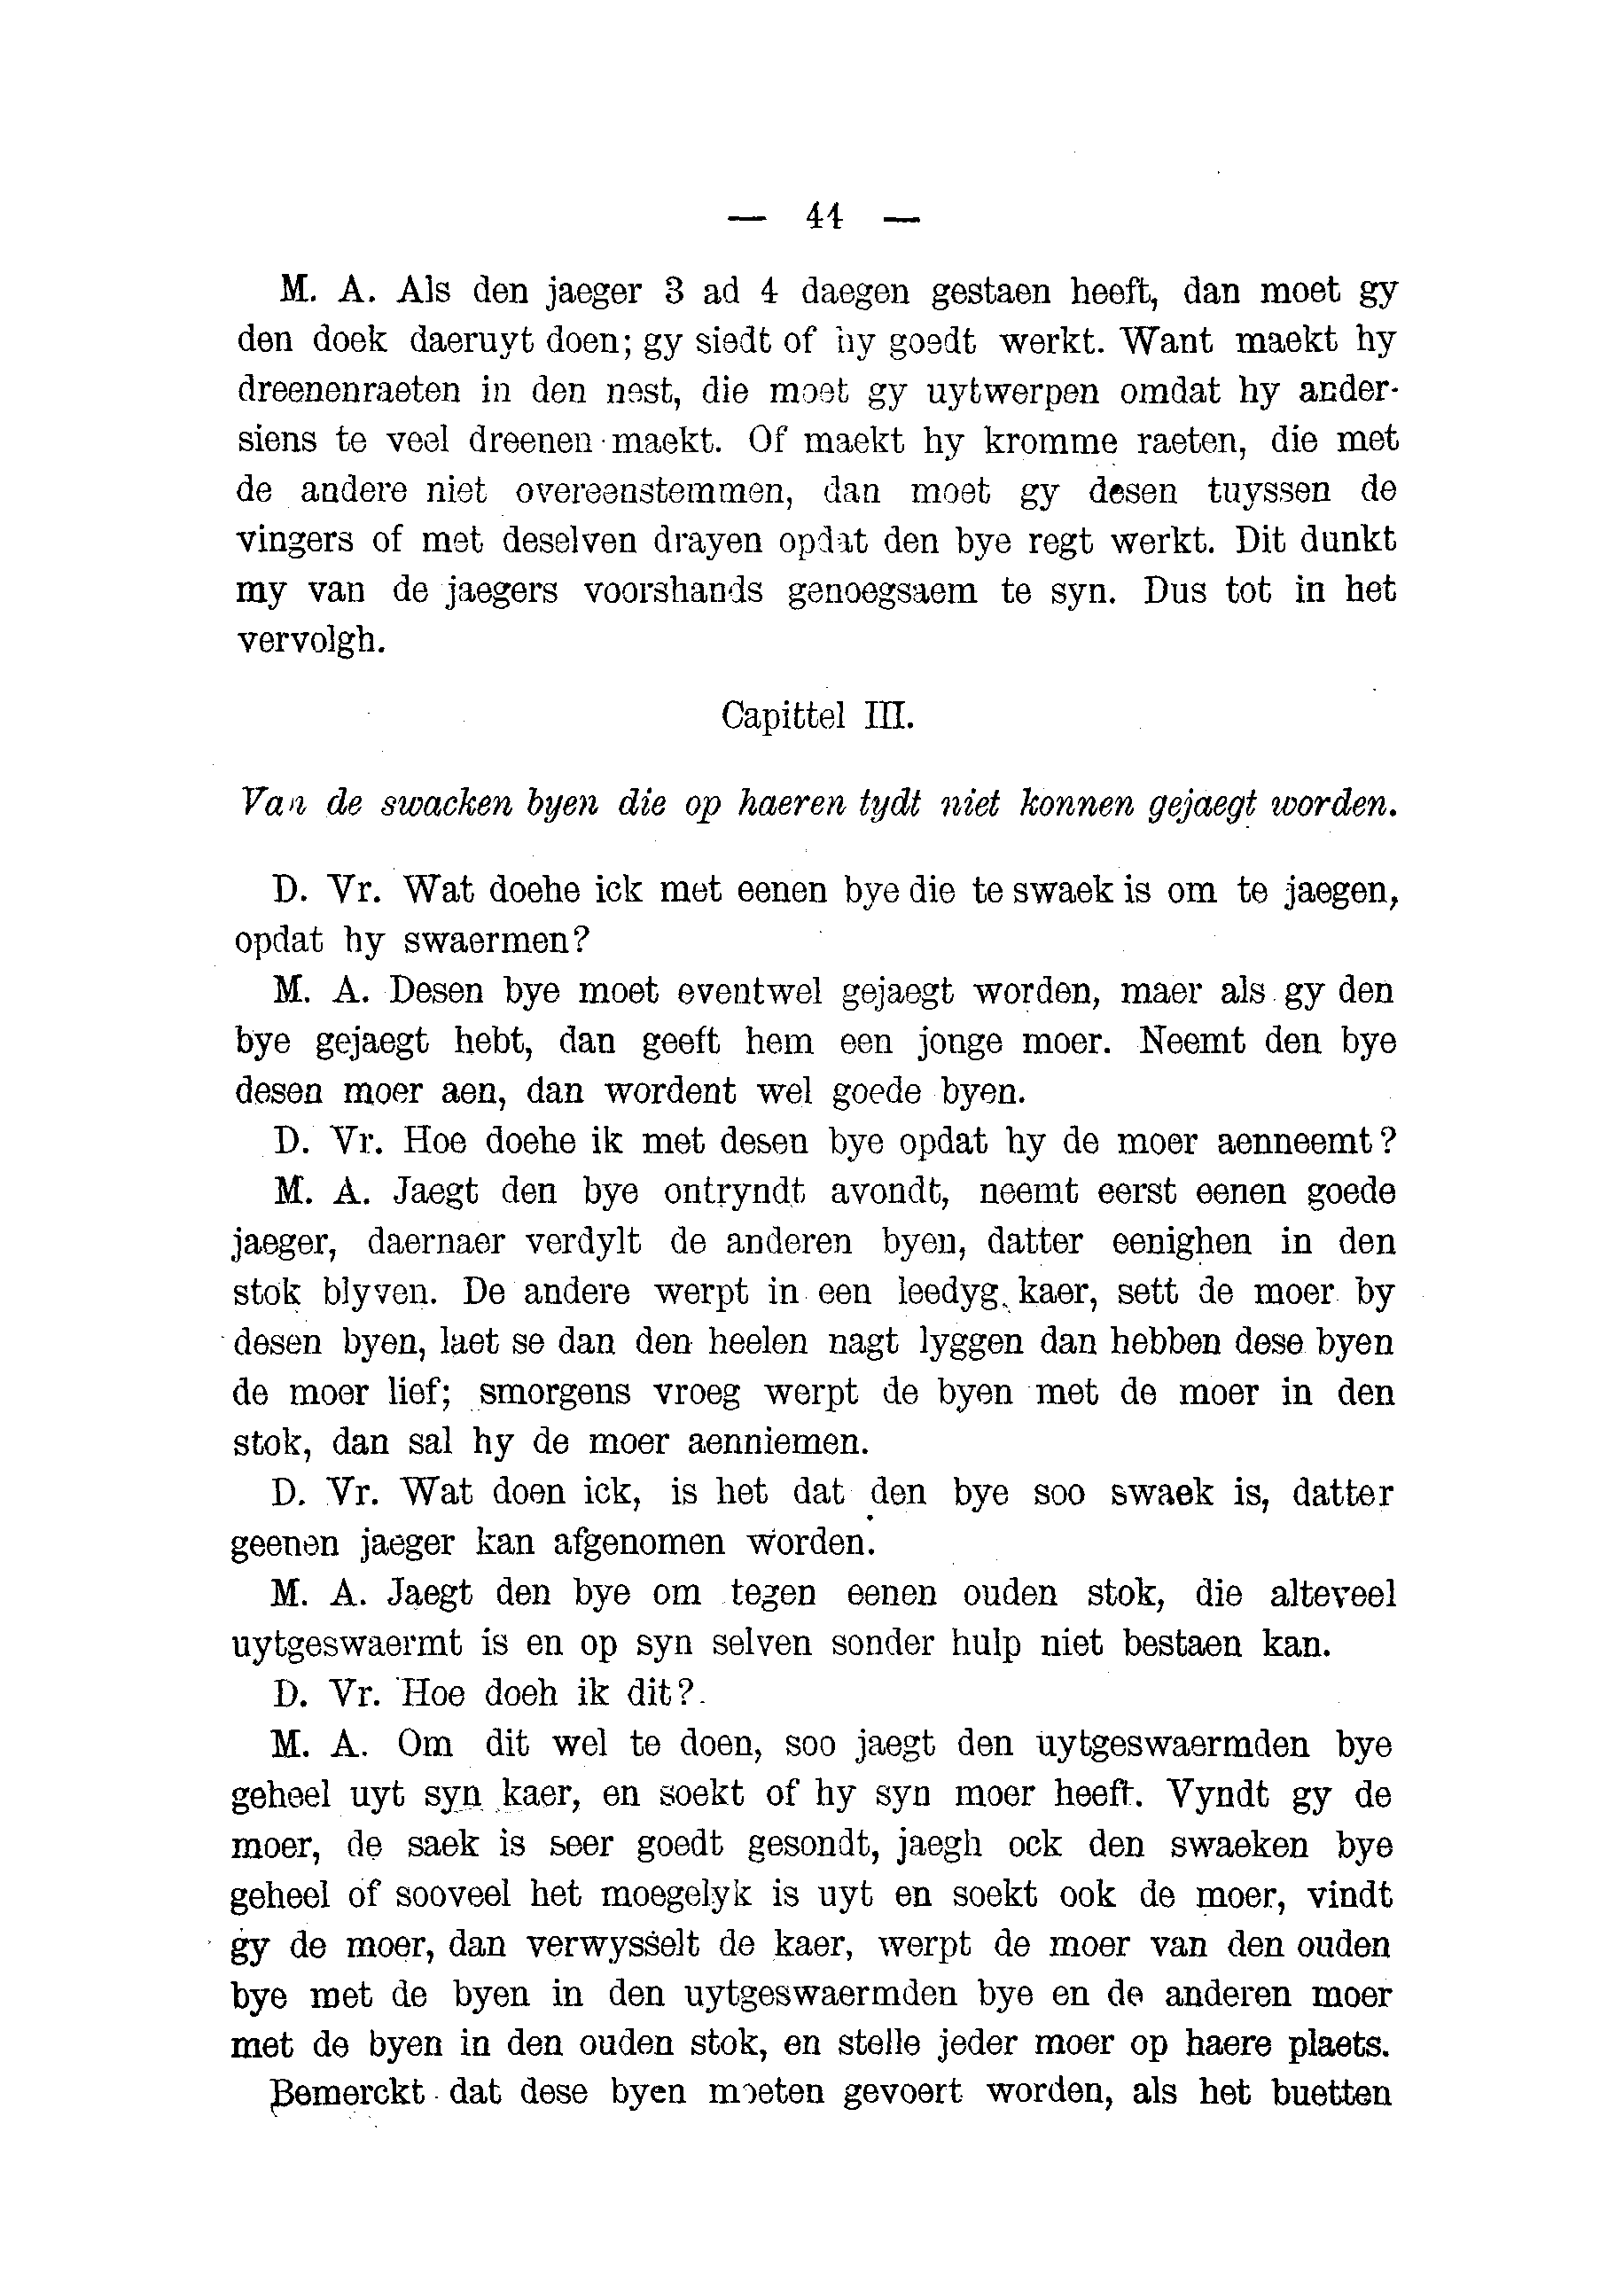 — 44 —
M. A. Als den jaeger 3 ad 4 daegen gestaen heeft, dan moet gy
den doek daeruyt doen; gy siedt of hy goedt werkt. Want maekt hy
dreenenraeten in den nest, die moet gy uytwerpen omdat hy ander-
siens te veel dreenen maekt. Of maekt hy kromme raeten, die met
de andere niet overeenstemmen, dan moet gy desen tuyssen de
vingers of met deselven drayen opdat den bye regt werkt. Dit dunkt
my van de jaegers voorshands genoegsaem te syn. Dus tot in het
vervolgh.
Capittel III.
Van de swacken byen die op haeren tydt niet konnen gejaegt worden.
D. Vr. Wat doehe ick met eenen bye die te swaek is om te jaegen,
opdat hy swaermen?
M. A. Desen bye moet eventwel gejaegt worden, maer als gy den
bye gejaegt hebt, dan geeft hem een jonge moer. Neemt den bye
desen moer aen, dan wordent wel goede byen.
D. Vr. Hoe doehe ik met desen bye opdat hy de moer aenneemt?
M. A. Jaegt den bye ontryndt avondt, neemt eerst eenen goede
jaeger, daernaer verdylt de anderen byen, datter eenighen in den
stok blyven. De andere werpt in een leedyg kaer, sett de moer by
desen byen, laet se dan den heelen nagt lyggen dan hebben dese byen
de moer lief; smorgens vroeg werpt de byen met de moer in den
stok, dan sal hy de moer aenniemen.
D. Vr. Wat doen ick, is het dat den bye soo swaek is, datter
geenen jaeger kan afgenomen worden.
M. A. Jaegt den bye om tegen eenen ouden stok, die alteveel
uytgeswaermt is en op syn selven sonder hulp niet bestaen kan.
D. Vr. Hoe doeh ik dit?
M. A. Om dit wel te doen, soo jaegt den uytgeswaermden bye
geheel uyt syn kaer, en soekt of hy syn moer heeft. Vyndt gy de
moer, de saek is seer goedt gesondt, jaegh ock den swaeken bye
geheel of sooveel het moegelyk is uyt en soekt ook de moer, vindt
gy de moer, dan verwysselt de kaer, werpt de moer van den ouden
bye met de byen in den uytgeswaermden bye en de anderen moer
met de byen in den ouden stok, en stelle jeder moer op haere plaets.
Bemerckt dat dese byen moeten gevoert worden, als het buetten